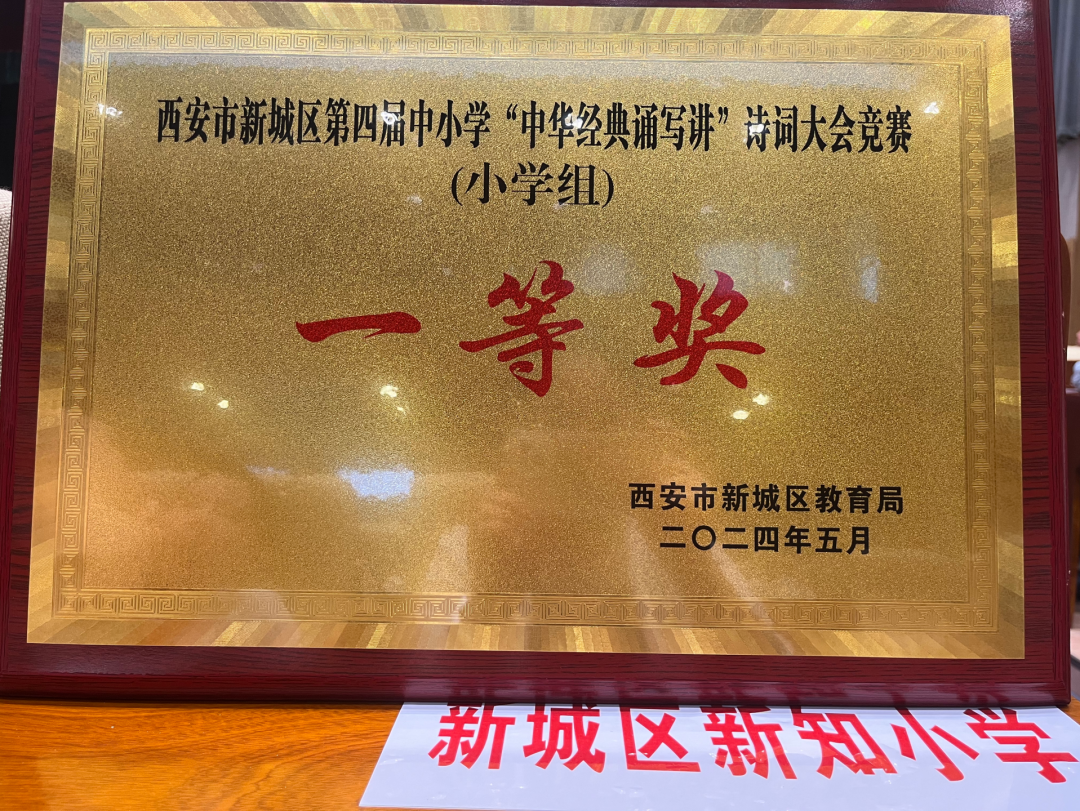 西安市新城区第四届中小学“中华经典诵写讲”诗词大会竞赛
(小学组)
一等奖
西安市新城区教育局
二〇二四年五月
新城区新知小学